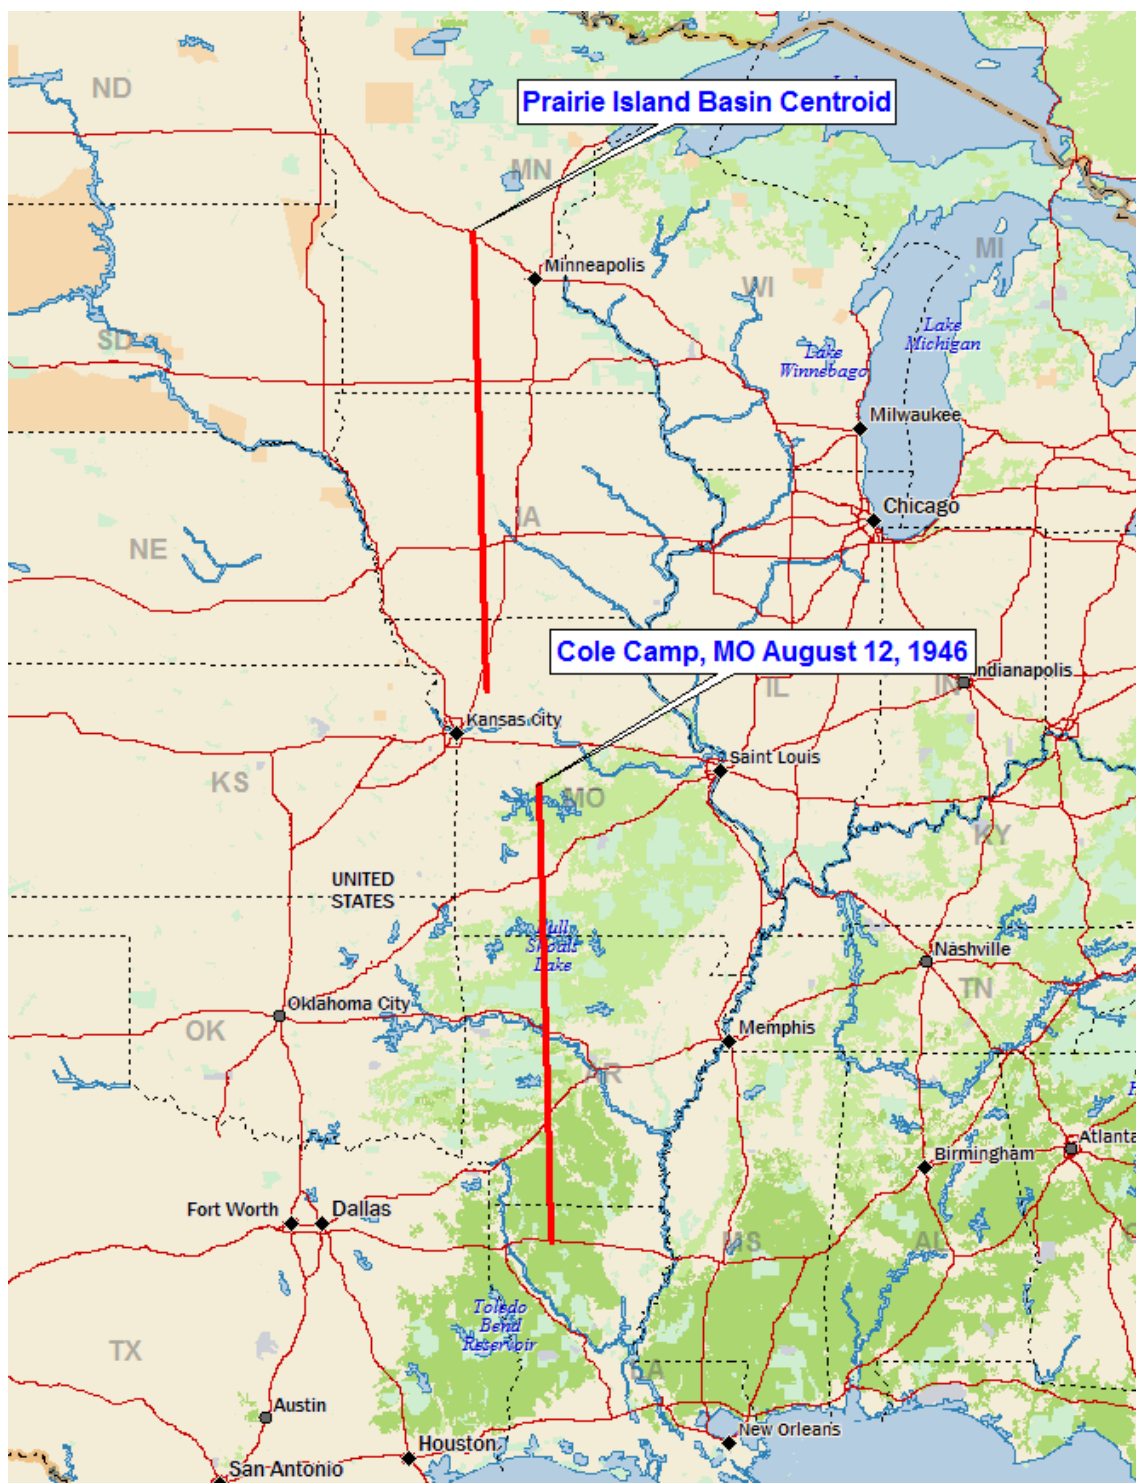 ND
Prairie Island Basin Centroid
MN
Minneapolis
MI
WI
SD
Lake
Michigan
Lake
Winnebago
Milwaukee
Chicago
IA
NE
Cole Camp, MO August 12, 1946
IL
IN
Indianapolis
Kansas City
Saint Louis
KS
MO
KY
UNITED
STATES
Bull
Shoals
Lake
Nashville
Oklahoma City
TN
OK
Memphis
AR
Atlanta
Birmingham
Fort Worth
Dallas
MS
AL
Toledo
Bend
Reservoir
TX
LA
Austin
New Orleans
Houston
San Antonio